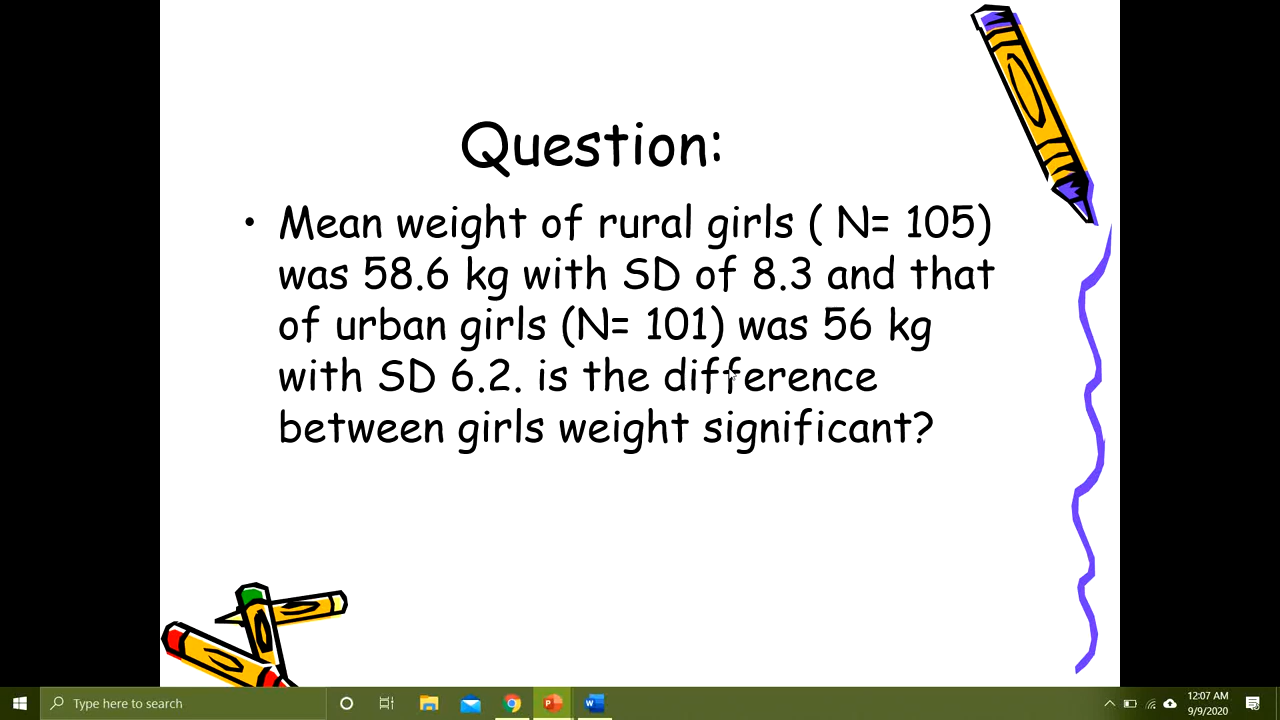 Question:
• Mean weight of rural girls ( N= 105)
was 58.6 kg with SD of 8.3 and that
of urban girls (N= 101) was 56 kg
with SD 6.2. is the difference
between girls weight significant?
Type here to search
12:07 AM
9/9/2020